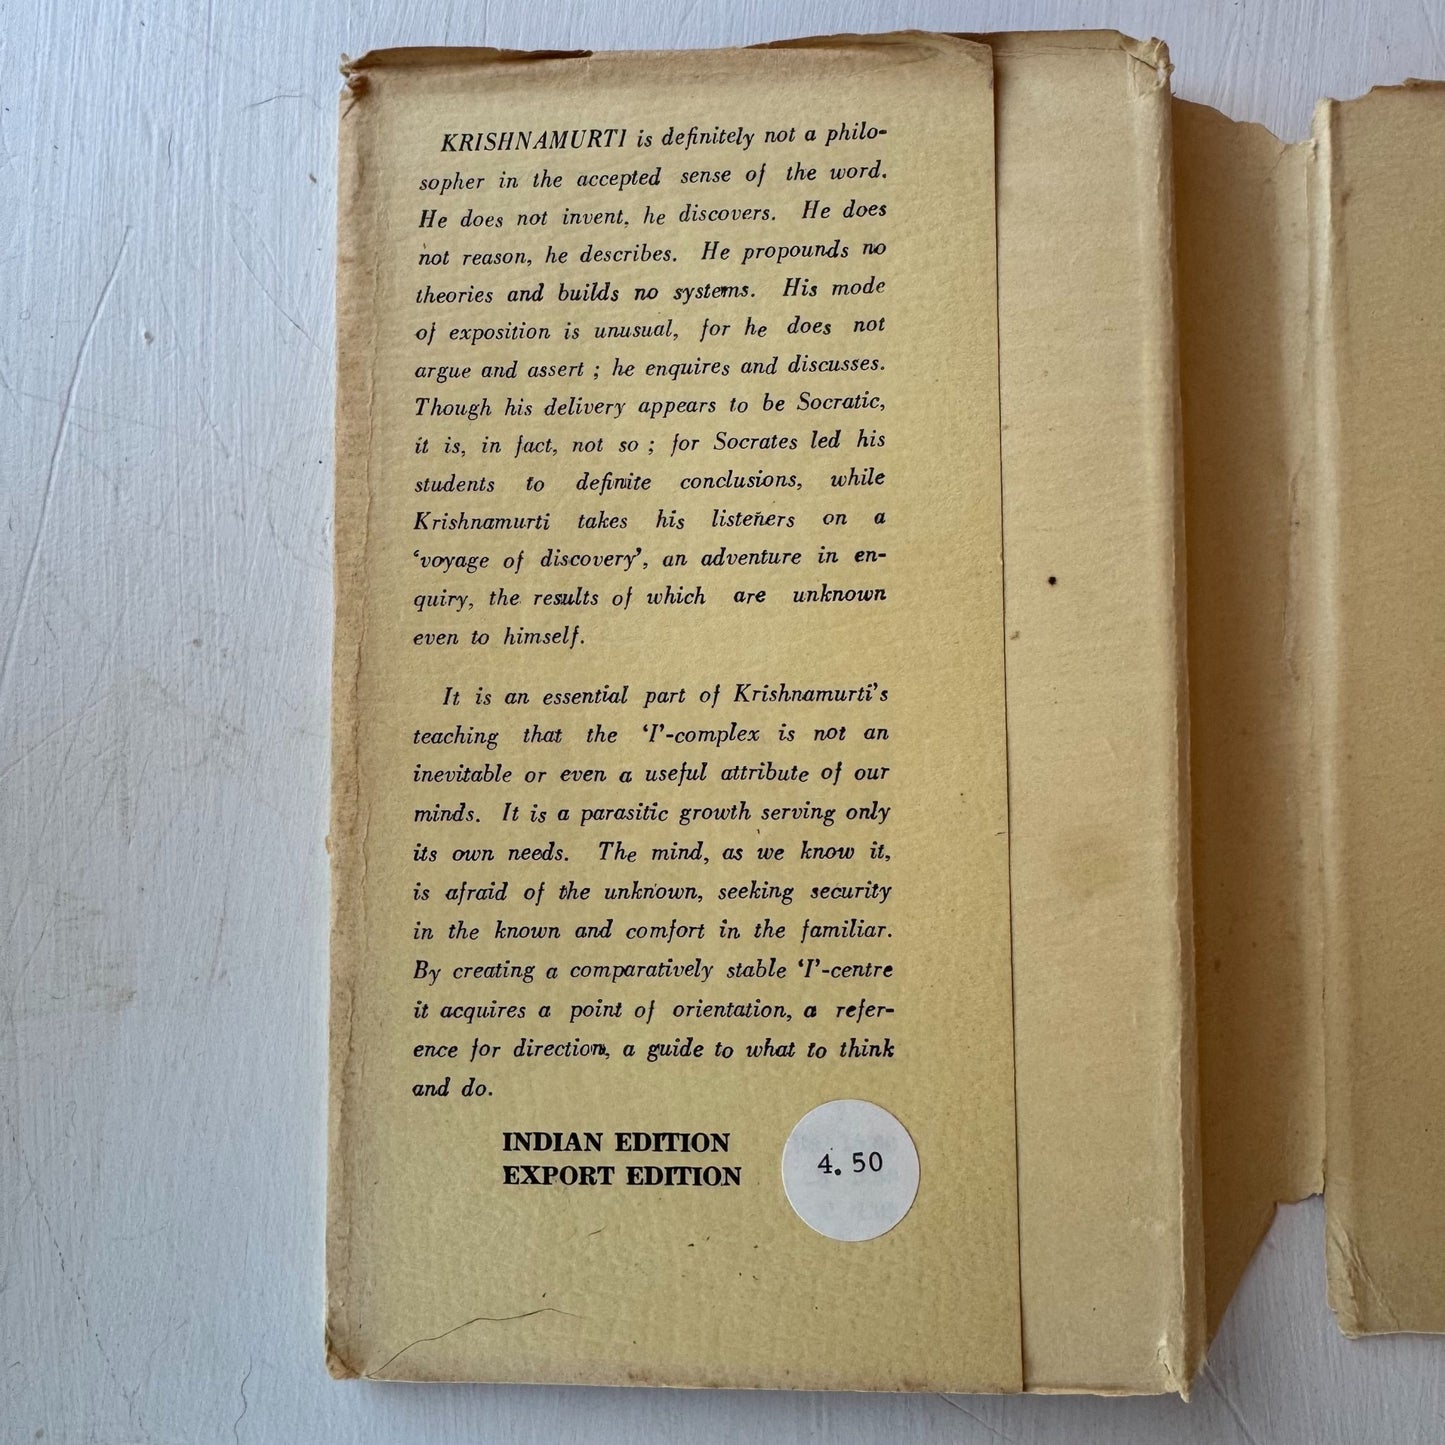 KRISHNAMURTI is definitely not a philo-
sopher in the accepted sense of the word.
He does not invent, he discovers. He does
not reason, he describes. He propounds no
theories and builds no systems. His mode
of exposition is unusual, for he does not
argue and assert ; he enquires and discusses.
Though his delivery appears to be Socratic,
it is, in fact, not so ; for Socrates led his
students to definite conclusions, while
Krishnamurti takes his listeners on a
‘voyage of discovery’, an adventure in en-
quiry, the results of which are unknown
even to himself.
It is an essential part of Krishnamurti’s
teaching that the ‘I’-complex is not an
inevitable or even a useful attribute of our
minds. It is a parasitic growth serving only
its own needs. The mind, as we know it,
is afraid of the unknown, seeking security
in the known and comfort in the familiar.
By creating a comparatively stable ‘I’-centre
it acquires a point of orientation, a refer-
ence for direction, a guide to what to think
and do.
INDIAN EDITION
EXPORT EDITION
4.50